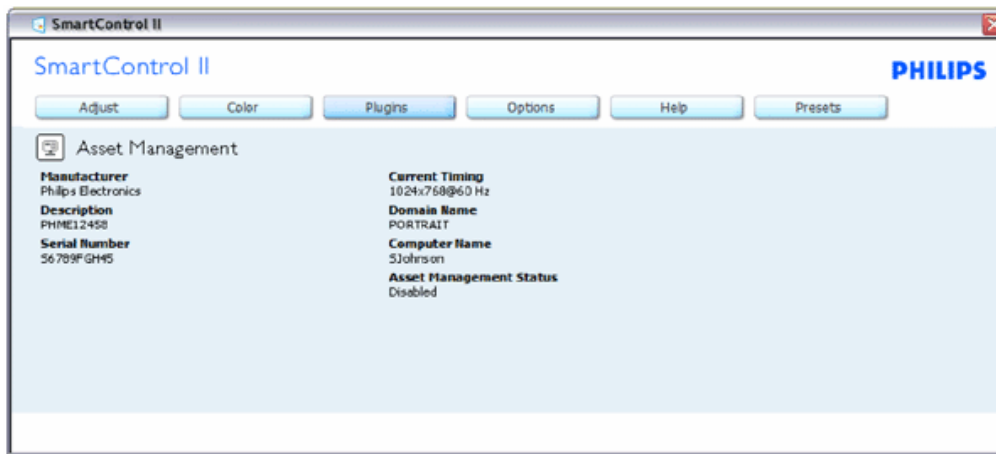 SmartControl II
SmartControl II
PHILIPS
Adjust
Color
Plugins
Options
Help
Presets
Asset Management
Manufacturer
Philips Electronics
Description
PHME12458
Serial Number
56789FGH45
Current Timing
1024x768@60 Hz
Domain Name
PORTRAIT
Computer Name
SJohnson
Asset Management Status
Disabled